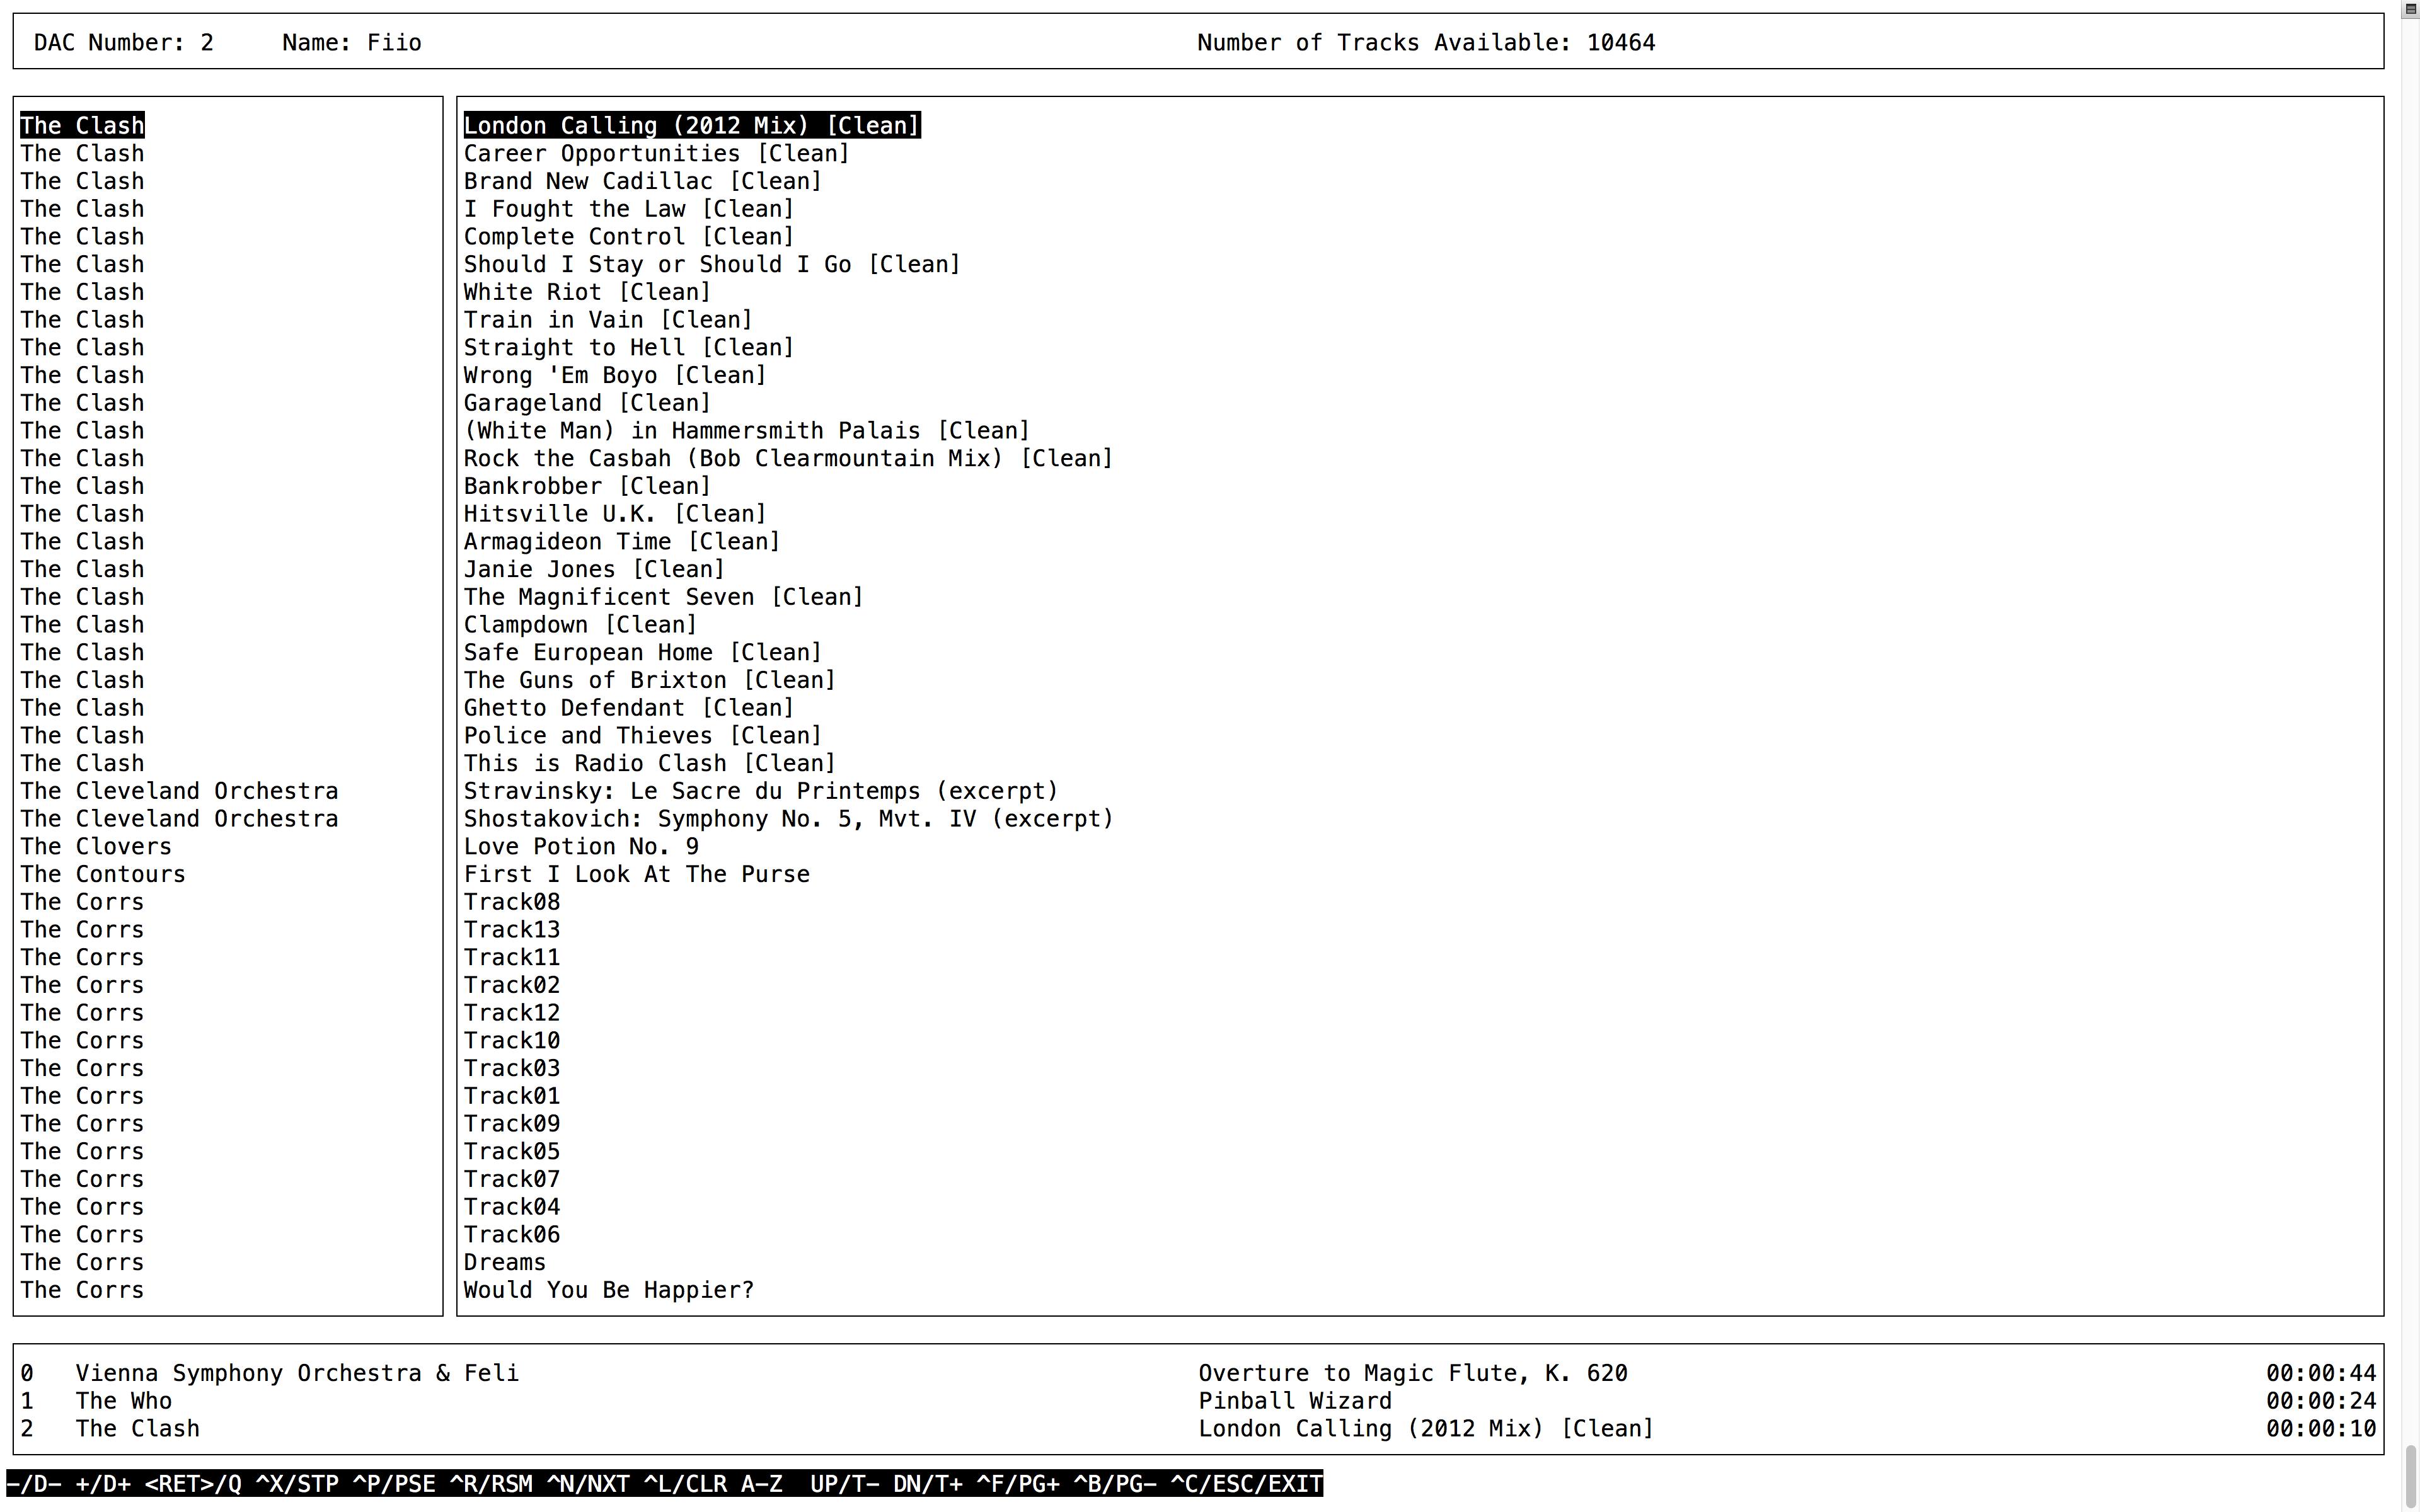 DAC Number: 2     Name: Fiio     Number of Tracks Available: 10464
The Clash     London Calling (2012 Mix) [Clean]
The Clash     Career Opportunities [Clean]
The Clash     Brand New Cadillac [Clean]
The Clash     I Fought the Law [Clean]
The Clash     Complete Control [Clean]
The Clash     Should I Stay or Should I Go [Clean]
The Clash     White Riot [Clean]
The Clash     Train in Vain [Clean]
The Clash     Straight to Hell [Clean]
The Clash     Wrong 'Em Boyo [Clean]
The Clash     Garageland [Clean]
The Clash     (White Man) in Hammersmith Palais [Clean]
The Clash     Rock the Casbah (Bob Clearmountain Mix) [Clean]
The Clash     Bankrobber [Clean]
The Clash     Hitsville U.K. [Clean]
The Clash     Armagideon Time [Clean]
The Clash     Janie Jones [Clean]
The Clash     The Magnificent Seven [Clean]
The Clash     Clampdown [Clean]
The Clash     Safe European Home [Clean]
The Clash     The Guns of Brixton [Clean]
The Clash     Ghetto Defendant [Clean]
The Clash     Police and Thieves [Clean]
The Clash     This is Radio Clash [Clean]
The Cleveland Orchestra     Stravinsky: Le Sacre du Printemps (excerpt)
The Cleveland Orchestra     Shostakovich: Symphony No. 5, Mvt. IV (excerpt)
The Clovers     Love Potion No. 9
The Contours     First I Look At The Purse
The Corrs     Track08
The Corrs     Track13
The Corrs     Track11
The Corrs     Track02
The Corrs     Track12
The Corrs     Track10
The Corrs     Track03
The Corrs     Track01
The Corrs     Track09
The Corrs     Track05
The Corrs     Track07
The Corrs     Track04
The Corrs     Track06
The Corrs     Dreams
The Corrs     Would You Be Happier?
0   Vienna Symphony Orchestra & Feli     Overture to Magic Flute, K. 620     00:00:44
1   The Who     Pinball Wizard     00:00:24
2   The Clash     London Calling (2012 Mix) [Clean]     00:00:10
-/D- +/D+ <RET>/Q ^X/STP ^P/PSE ^R/RSM ^N/NXT ^L/CLR A-Z  UP/T- DN/T+ ^F/PG+ ^B/PG- ^C/ESC/EXIT